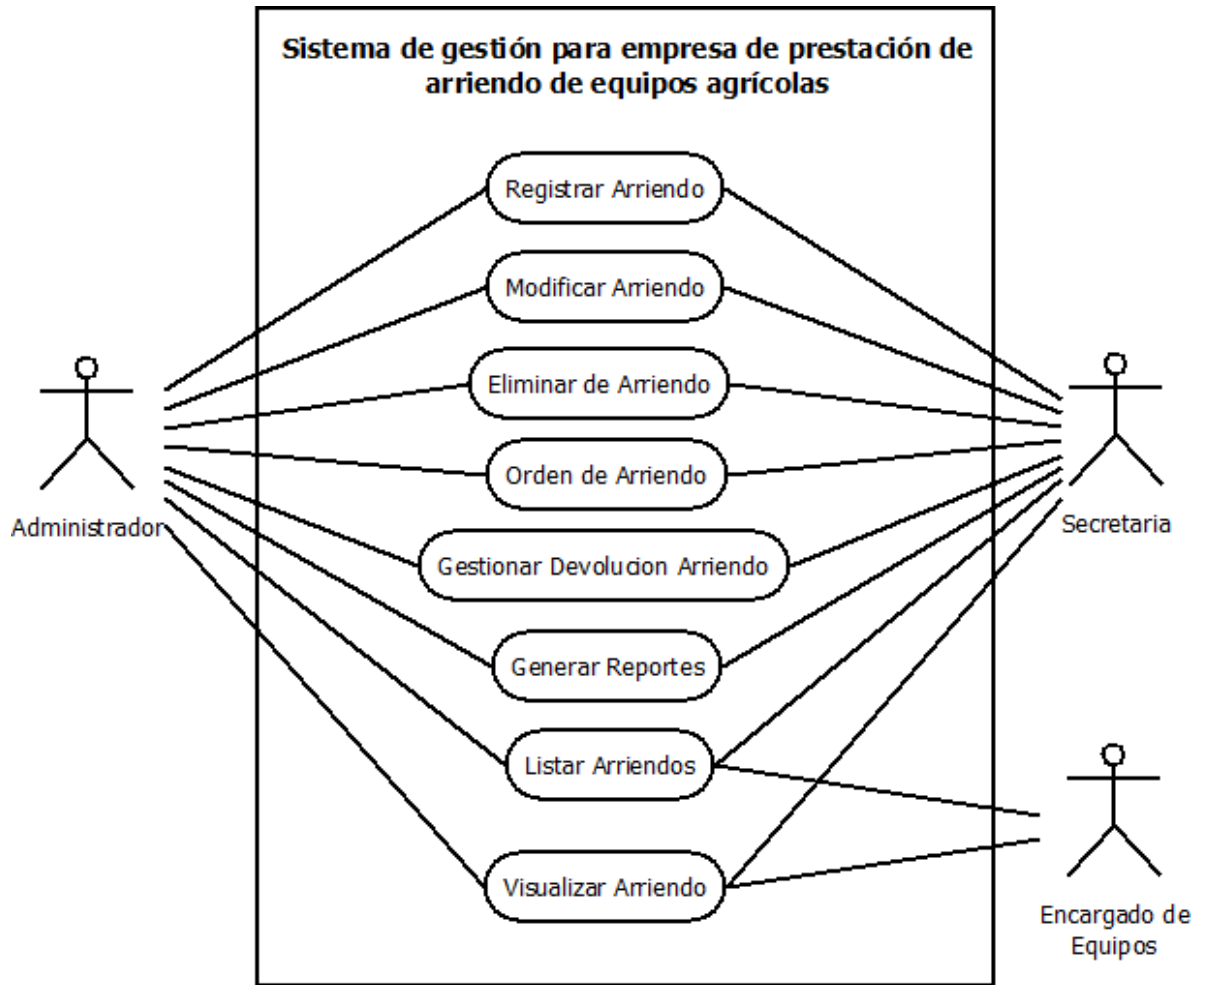 Sistema de gestión para empresa de prestación de
arriendo de equipos agrícolas
Registrar Arriendo
Modificar Arriendo
Eliminar de Arriendo
Orden de Arriendo
Administrador
Secretaria
Gestionar Devolucion Arriendo
Generar Reportes
Listar Arriendos
Visualizar Arriendo
Encargado de
Equipos